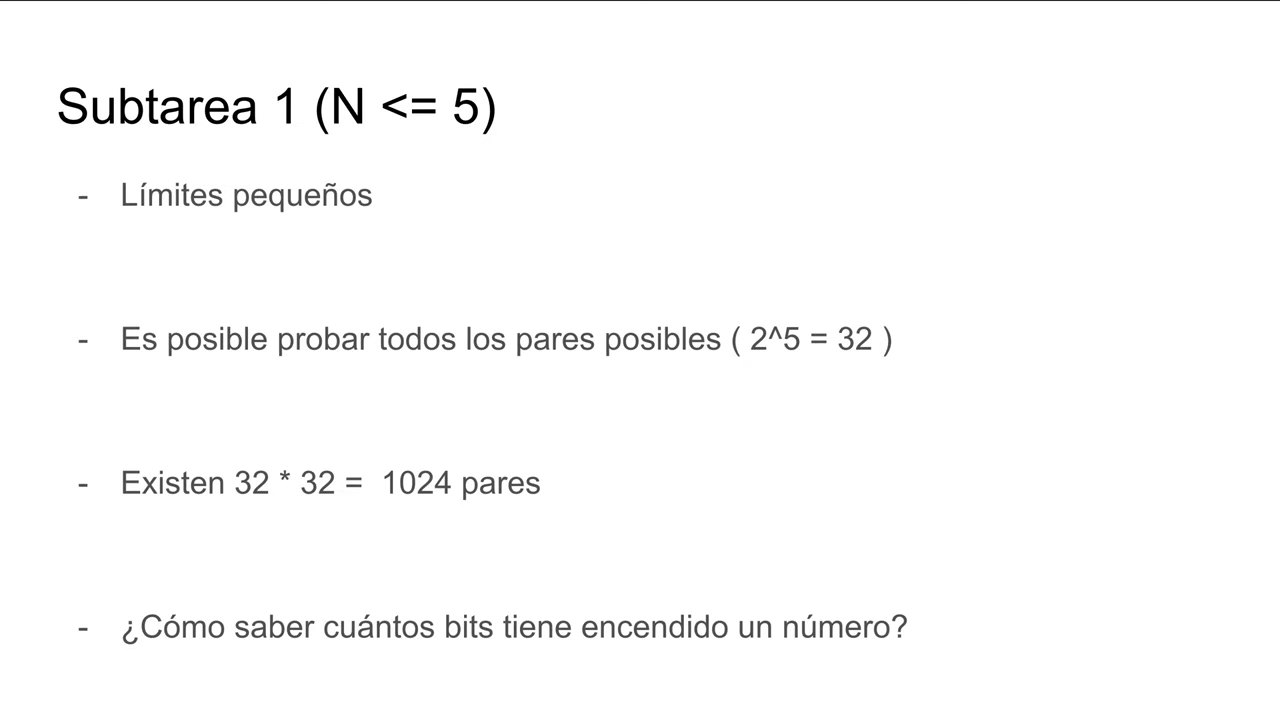 Subtarea 1 (N <= 5)
- Límites pequeños
- Es posible probar todos los pares posibles ( 2^5 = 32 )
- Existen 32 * 32 =  1024 pares
- ¿Cómo saber cuántos bits tiene encendido un número?